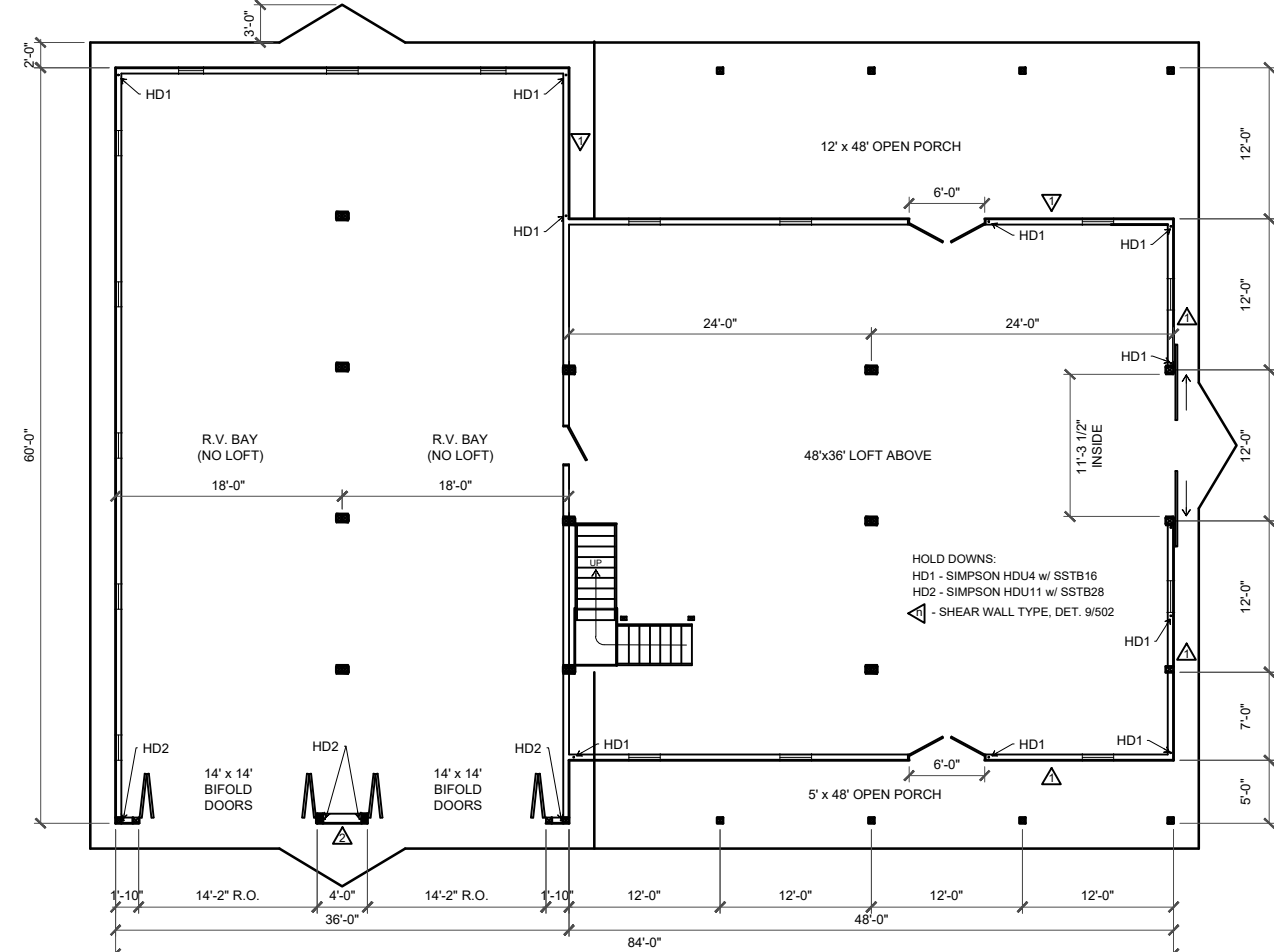 3'-0"
2'-0"
HD1
HD1
1
12'-0"
12' x 48' OPEN PORCH
6'-0"
1
HD1
HD1
HD1
12'-0"
1
24'-0"
24'-0"
HD1
60'-0"
R.V. BAY
(NO LOFT)
R.V. BAY
(NO LOFT)
48'x36' LOFT ABOVE
11'-3 1/2"
INSIDE
12'-0"
18'-0"
18'-0"
UP
HOLD DOWNS:
HD1 - SIMPSON HDU4 w/ SSTB16
HD2 - SIMPSON HDU11 w/ SSTB28
n - SHEAR WALL TYPE, DET. 9/502
12'-0"
HD1
1
7'-0"
HD2
HD2
HD2
HD1
HD1
HD1
14' x 14'
BIFOLD
DOORS
14' x 14'
BIFOLD
DOORS
6'-0"
1
5' x 48' OPEN PORCH
5'-0"
2
1'-10"
14'-2" R.O.
4'-0"
14'-2" R.O.
1'-10"
12'-0"
12'-0"
12'-0"
12'-0"
36'-0"
48'-0"
84'-0"